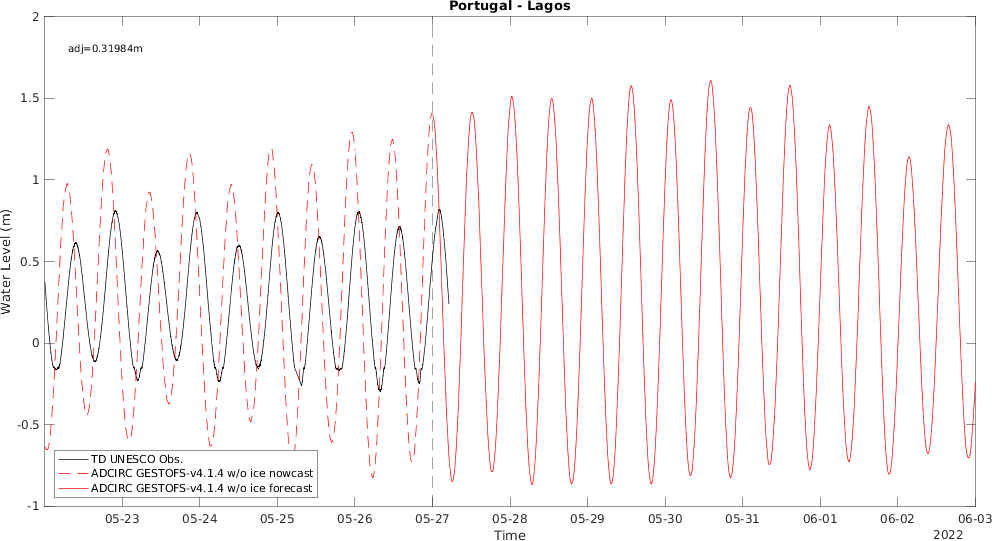 Portugal - Lagos
adj=0.31984m
Water Level (m)
2
1.5
1
0.5
0
-0.5
-1
TD UNESCO Obs.
ADCIRC GESTOFS-v4.1.4 w/o ice nowcast
ADCIRC GESTOFS-v4.1.4 w/o ice forecast
05-23 05-24 05-25 05-26 05-27 05-28 05-29 05-30 05-31 06-01 06-02 06-03
Time
2022